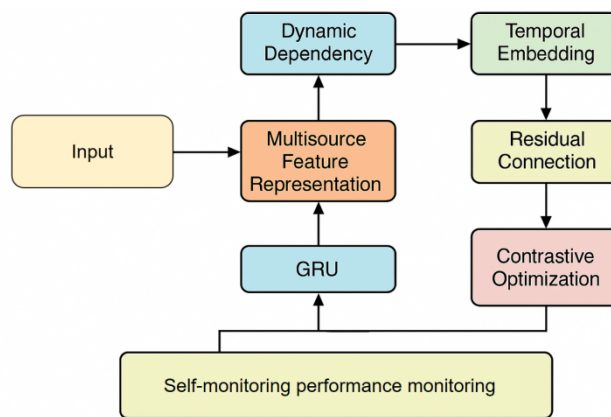 Dynamic
Dependency
Temporal
Embedding
Input
Multisource
Feature
Representation
Residual
Connection
GRU
Contrastive
Optimization
Self-monitoring performance monitoring